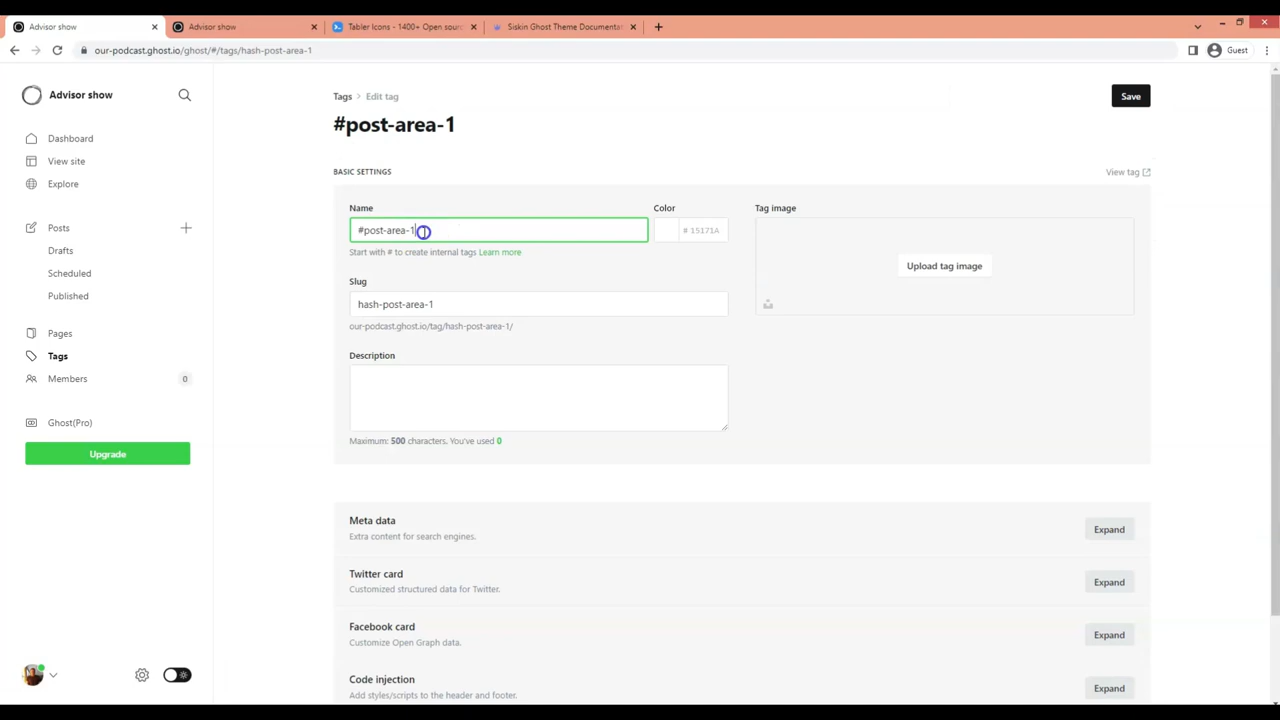 Advisor show
Advisor show
Tabler Icons - 1400+ Open sourc
Siskin Ghost Theme Documentat
our-podcast.ghost.io/ghost/#/tags/hash-post-area-1
Guest
Advisor show
Dashboard
View site
Explore
Posts
Drafts
Scheduled
Published
Pages
Tags
Members
0
Ghost(Pro)
Upgrade
Tags > Edit tag
Save
#post-area-1
BASIC SETTINGS
View tag
Name
Color
Tag image
#post-area-1
# 15171A
Upload tag image
Start with # to create internal tags Learn more
Slug
hash-post-area-1
our-podcast.ghost.io/tag/hash-post-area-1/
Description
Maximum: 500 characters. You've used 0
Meta data
Extra content for search engines.
Expand
Twitter card
Customized structured data for Twitter.
Expand
Facebook card
Customize Open Graph data.
Expand
Code injection
Add styles/scripts to the header and footer.
Expand